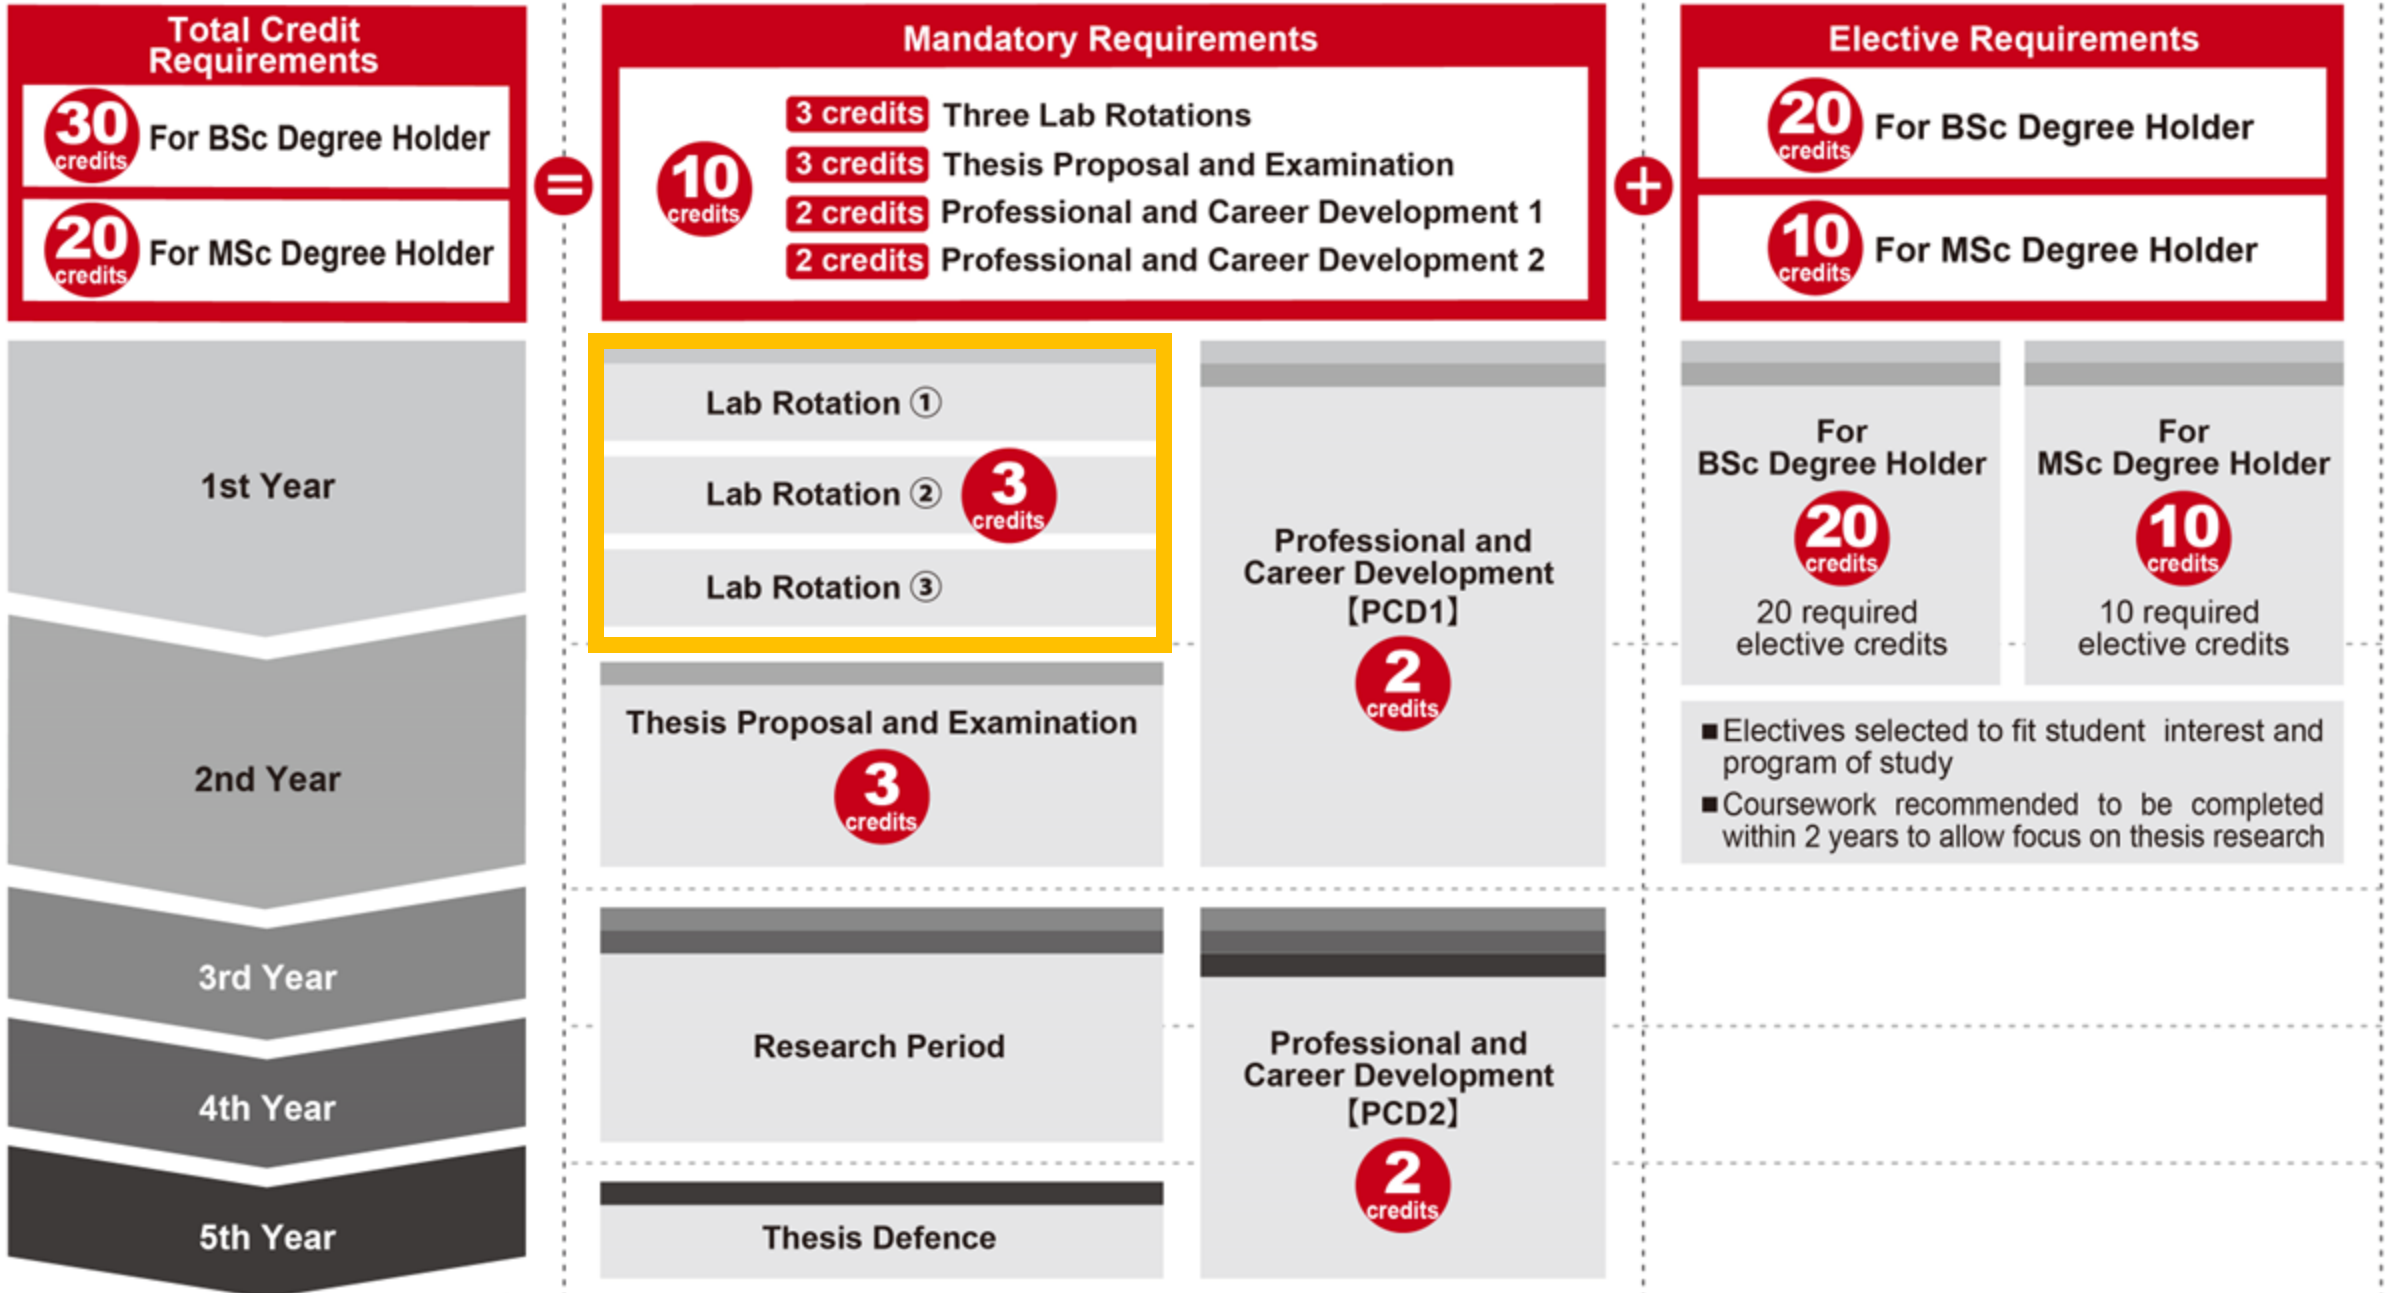 Total Credit
Requirements
30
credits
For BSc Degree Holder
20
credits
For MSc Degree Holder
=
Mandatory Requirements
10
credits
3 credits Three Lab Rotations
3 credits Thesis Proposal and Examination
2 credits Professional and Career Development 1
2 credits Professional and Career Development 2
+
Elective Requirements
20
credits
For BSc Degree Holder
10
credits
For MSc Degree Holder
1st Year
2nd Year
3rd Year
4th Year
5th Year
Lab Rotation ①
Lab Rotation ②
3
credits
Lab Rotation ③
Thesis Proposal and Examination
3
credits
Research Period
Thesis Defence
Professional and
Career Development
【PCD1】
2
credits
Professional and
Career Development
【PCD2】
2
credits
For
BSc Degree Holder
20
credits
20 required
elective credits
For
MSc Degree Holder
10
credits
10 required
elective credits
■Electives selected to fit student interest and
program of study
■Coursework recommended to be completed
within 2 years to allow focus on thesis research